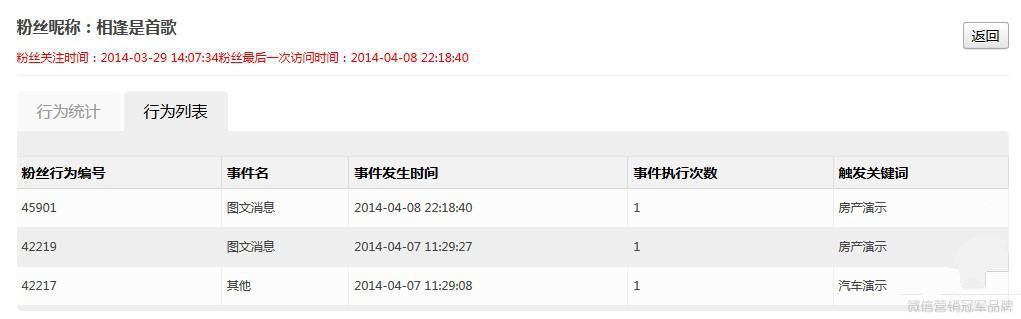 粉丝昵称：相逢是首歌
返回
粉丝关注时间：2014-03-29 14:07:34粉丝最后一次访问时间：2014-04-08 22:18:40
行为统计 行为列表
粉丝行为编号 事件名 事件发生时间 事件执行次数 触发关键词
45901 图文消息 2014-04-08 22:18:40 1 房产演示
42219 图文消息 2014-04-07 11:29:27 1 房产演示
42217 其他 2014-04-07 11:29:08 1 汽车演示
微信营销冠军品牌